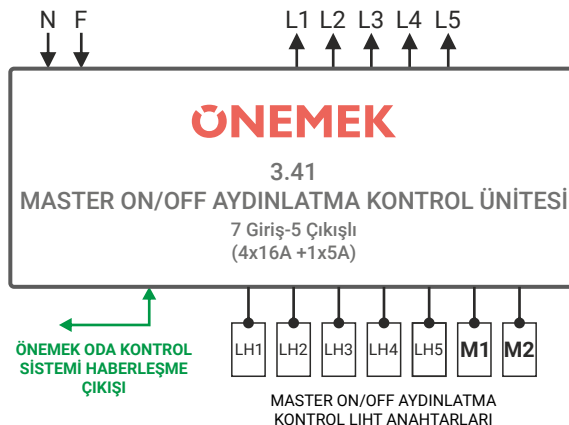 N F L1 L2 L3 L4 L5
ÖNEMEK
3.41
MASTER ON/OFF AYDINLATMA KONTROL ÜNİTESİ
7 Giriş-5 Çıkışlı
(4x16A +1x5A)
ÖNEMEK ODA KONTROL
SİSTEMİ HABERLEŞME
ÇIKIŞI
LH1 LH2 LH3 LH4 LH5 M1 M2
MASTER ON/OFF AYDINLATMA
KONTROL LIHT ANAHTARLARI